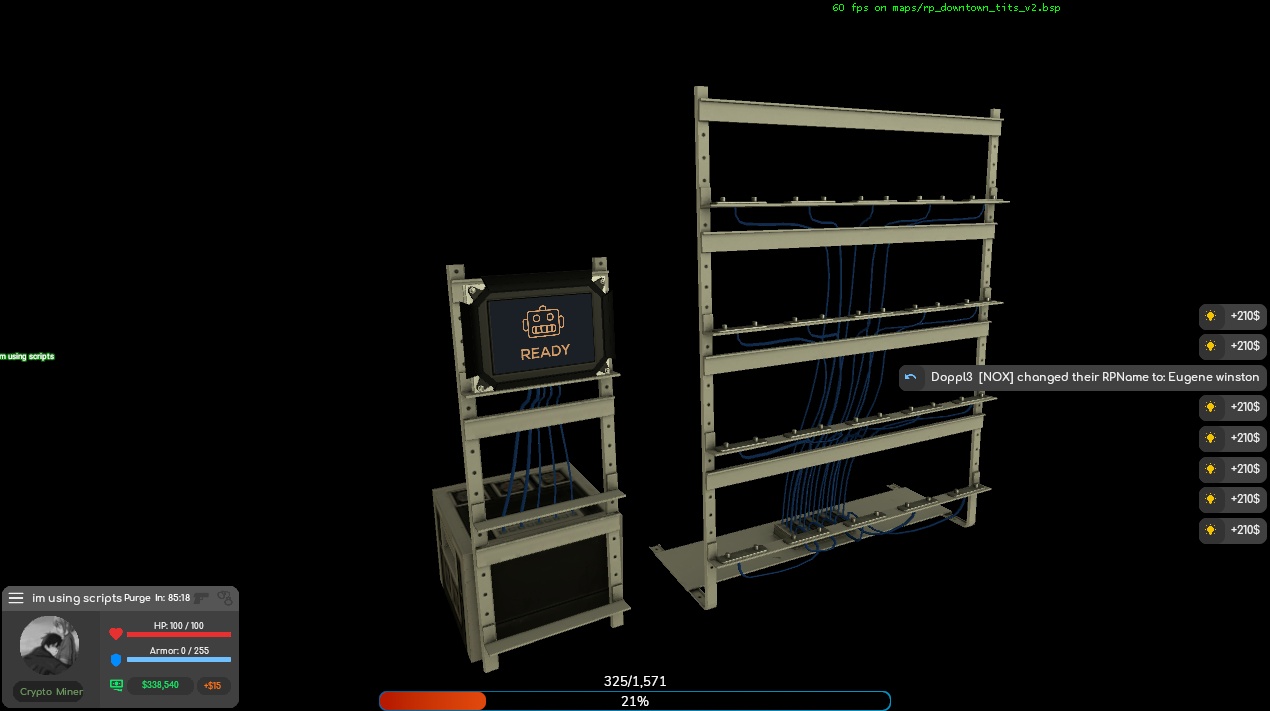 60 fps on maps/rp_downtown_tits_v2.bsp
READY
+210$
+210$
m using scripts
Doppl3 [NOX] changed their RPName to: Eugene winston
+210$
+210$
+210$
+210$
+210$
im using scripts Purge In: 85:18
HP: 100 / 100
Armor: 0 / 255
$338,540 +$15
Crypto Miner
325/1,571
21%